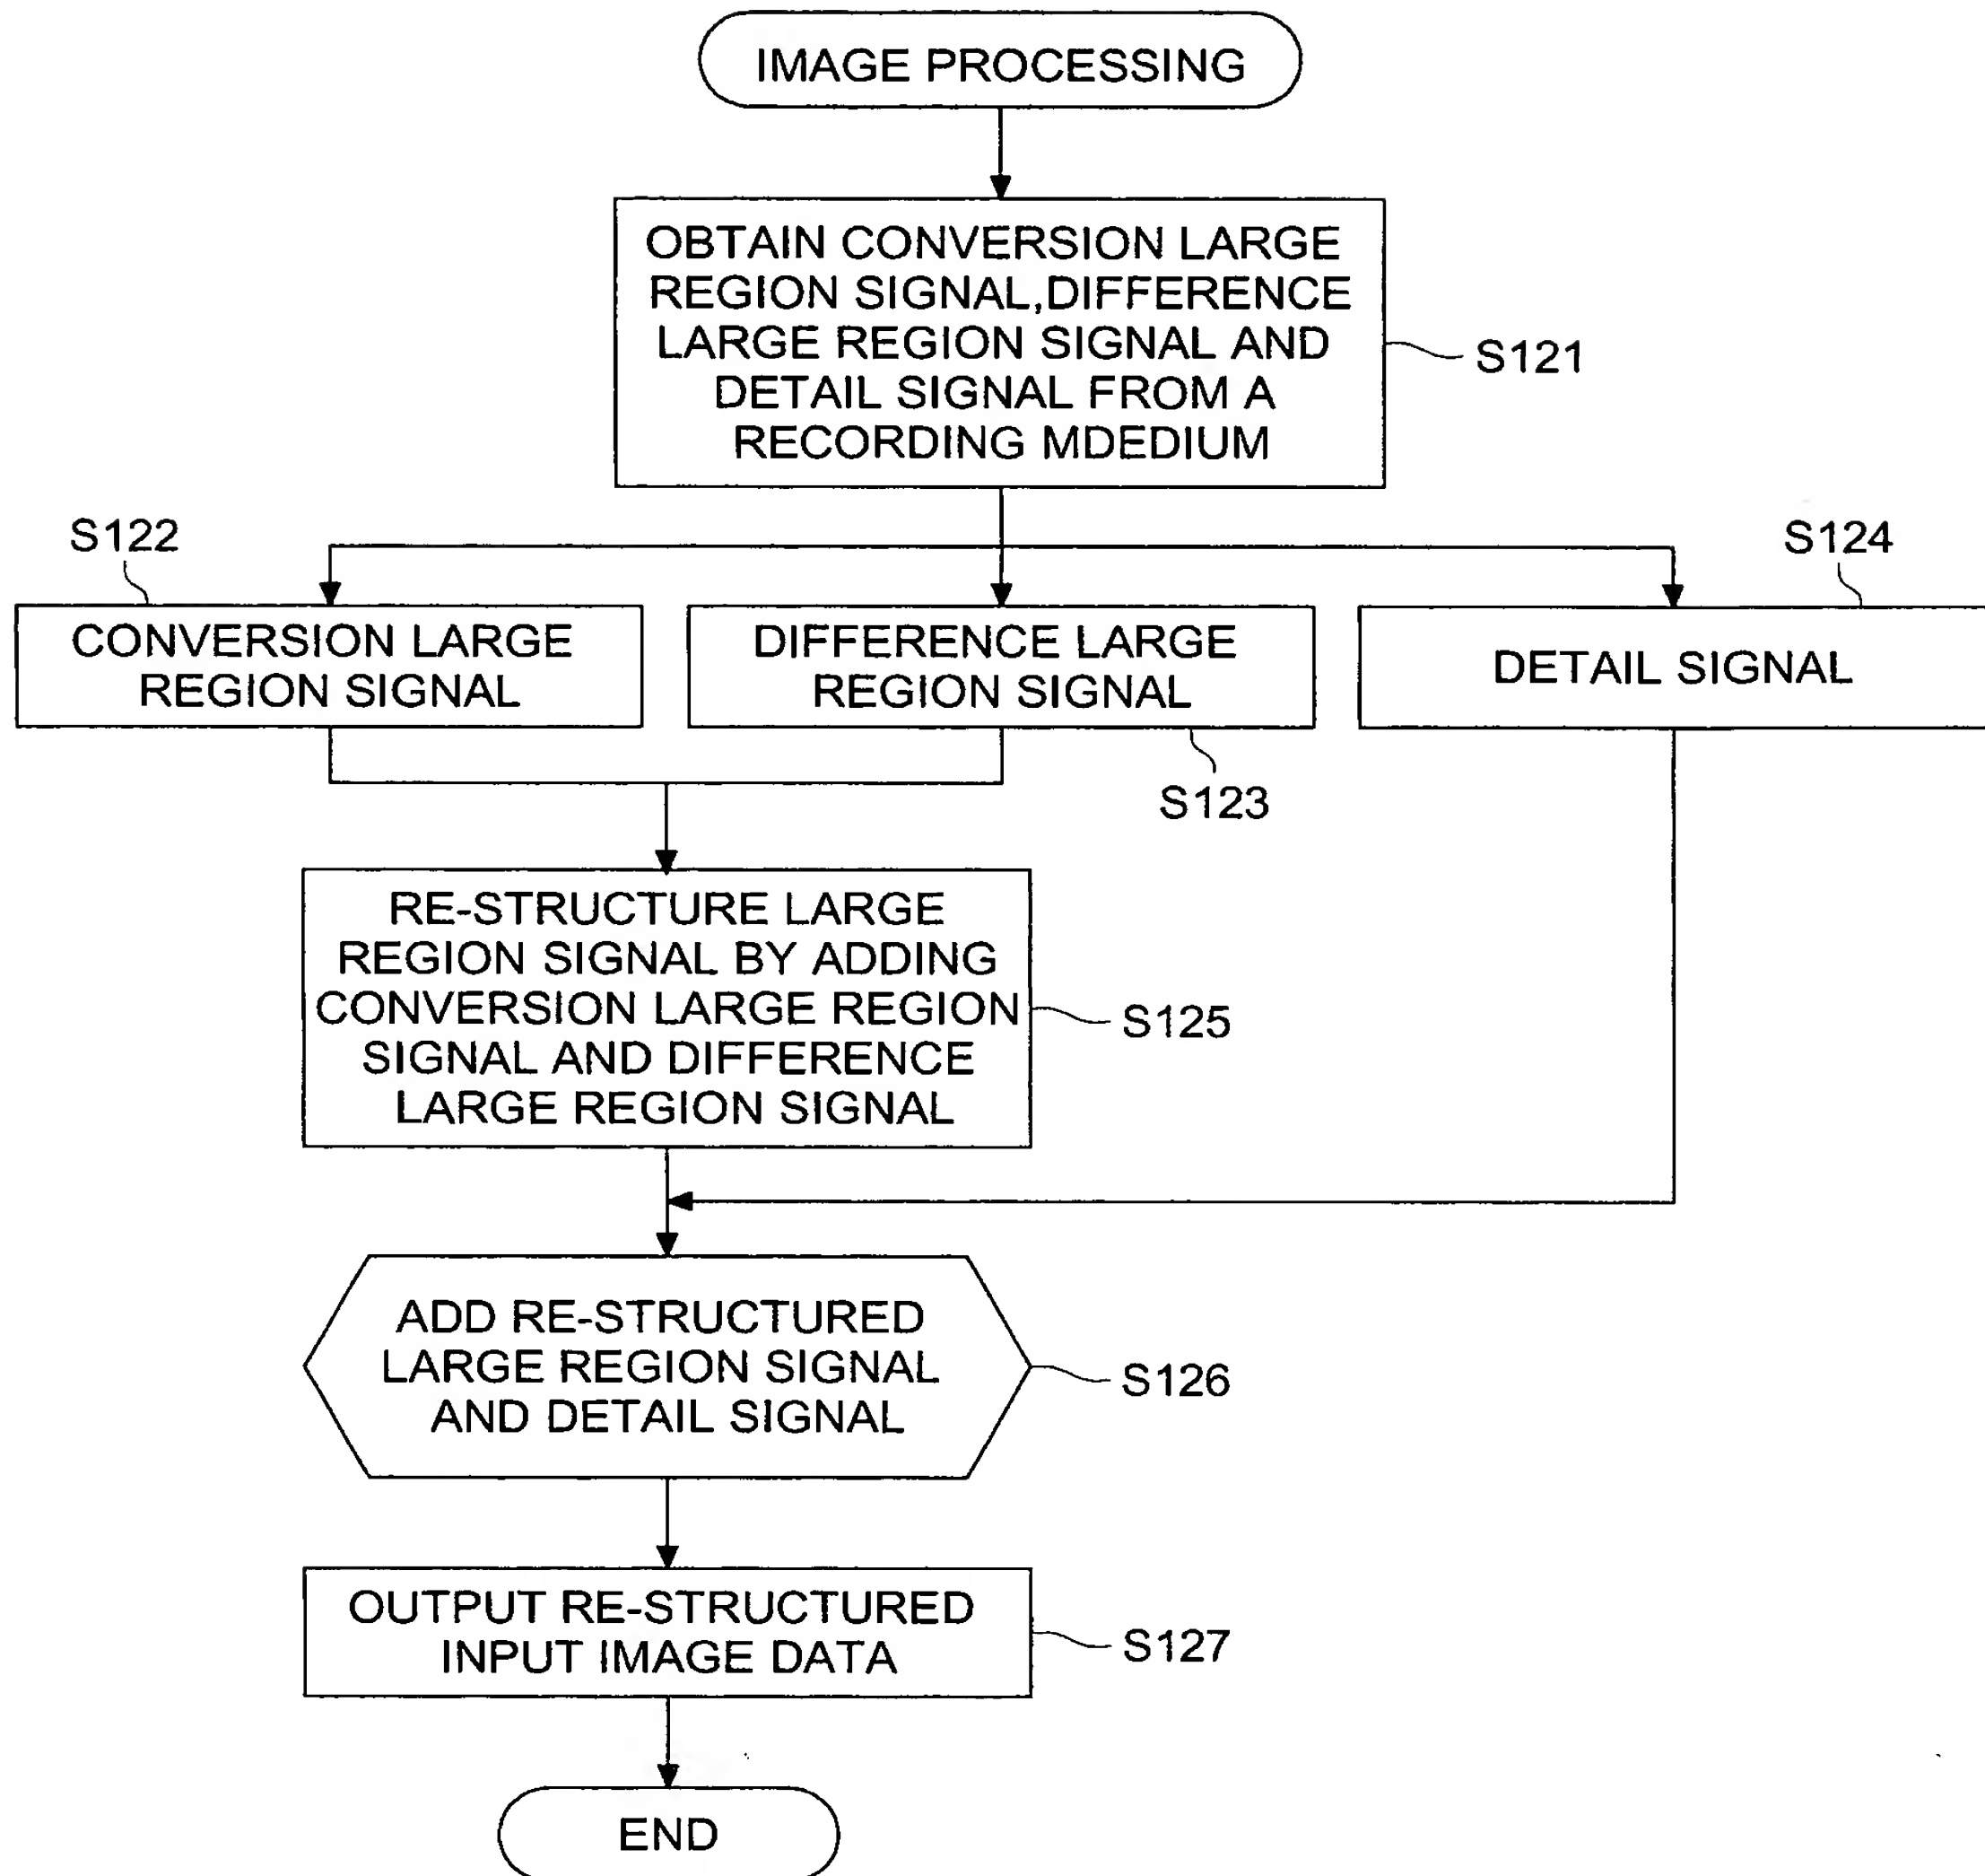 IMAGE PROCESSING
OBTAIN CONVERSION LARGE
REGION SIGNAL,DIFFERENCE
LARGE REGION SIGNAL AND
DETAIL SIGNAL FROM A
RECORDING MDEDIUM
S121
S122
CONVERSION LARGE
REGION SIGNAL
DIFFERENCE LARGE
REGION SIGNAL
S123
S124
DETAIL SIGNAL
RE-STRUCTURE LARGE
REGION SIGNAL BY ADDING
CONVERSION LARGE REGION
SIGNAL AND DIFFERENCE
LARGE REGION SIGNAL
S125
ADD RE-STRUCTURED
LARGE REGION SIGNAL
AND DETAIL SIGNAL
S126
OUTPUT RE-STRUCTURED
INPUT IMAGE DATA
S127
END